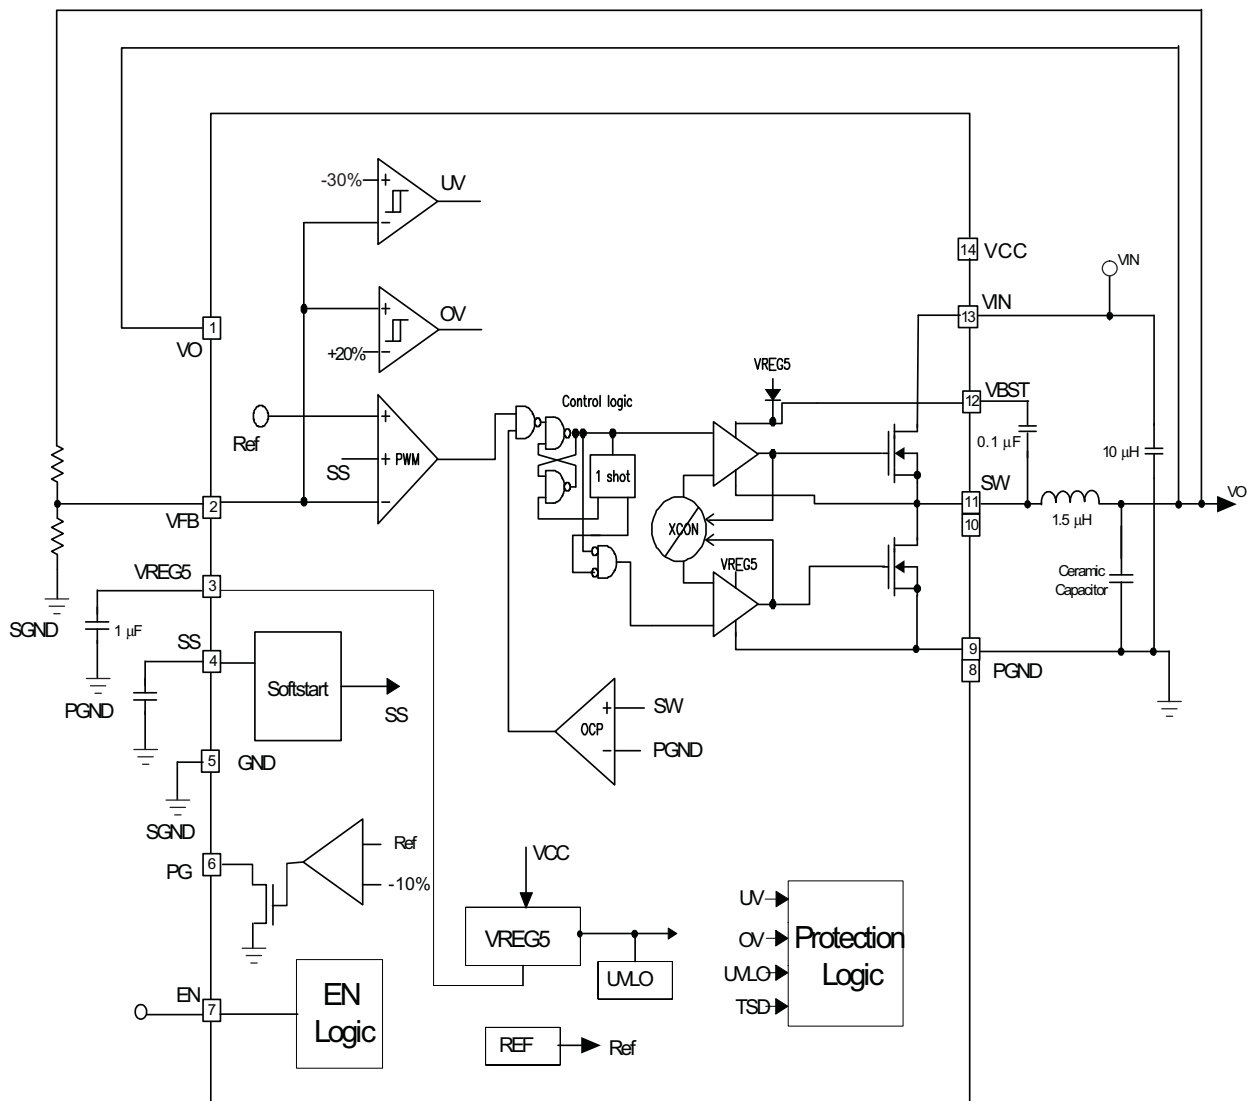 -30%
+
-
UV
14
VCC
VIN
1
VO
+
+20%
-
OV
VIN
13
VREG5
VBST
12
Ref
+
SS
+
PWM
-
Control logic
1 shot
0.1 µF
10 µH
2
VFB
XCON
SW
11
10
1.5 µH
VO
VREG5
3
VREG5
Ceramic
Capacitor
SGND
1 µF
SS
4
Softstart
SS
9
8
PGND
PGND
+
SW
OCP
-
PGND
5
GND
SGND
6
PG
Ref
-10%
VCC
VREG5
UVLO
UV
OV
UVLO
TSD
Protection
Logic
EN
7
EN
Logic
REF
Ref